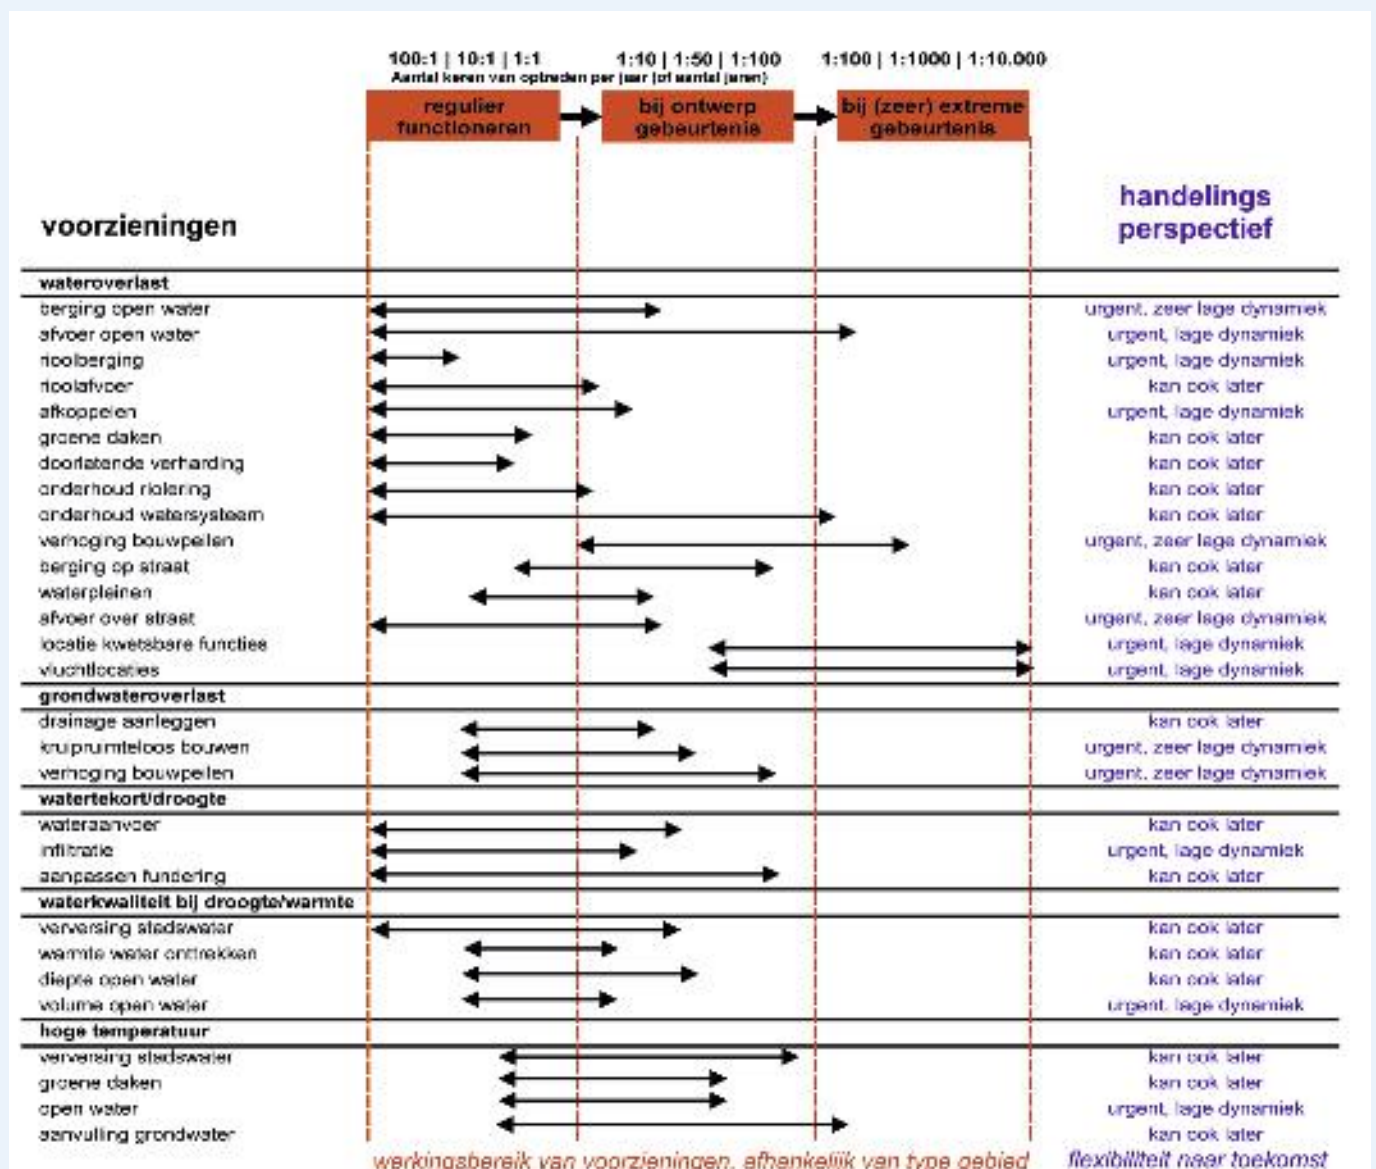 100:1 | 10:1 | 1:1 1:10 | 1:50 | 1:100 1:100 | 1:1000 | 1:10.000
Aantal keren van optreden per jaar (of aantal jaren)
regulier functioneren bij ontwerp gebeurtenis bij (zeer) extreme gebeurtenis
voorzieningen handelings perspectief
wateroverlast
berging open water urgent, zeer lage dynamiek
afvoer open water urgent, lage dynamiek
rioolberging urgent, lage dynamiek
rioolafvoer kan ook later
afkoppelen urgent, lage dynamiek
groene daken kan ook later
doorlatende verharding kan ook later
onderhoud riolering kan ook later
onderhoud watersysteem kan ook later
verhoging bouwpeilen urgent, zeer lage dynamiek
berging op straat kan ook later
waterpleinen kan ook later
afvoer over straat urgent, zeer lage dynamiek
locatie kwetsbare functies urgent, lage dynamiek
vluchtlocaties urgent, lage dynamiek
grondwateroverlast
drainage aanleggen kan ook later
kruipruimteloos bouwen urgent, zeer lage dynamiek
verhoging bouwpeilen urgent, zeer lage dynamiek
watertekort/droogte
wateraanvoer kan ook later
infiltratie urgent, lage dynamiek
aanpassen fundering kan ook later
waterkwaliteit bij droogte/warmte
verversing stadswater kan ook later
warmte water onttrekken kan ook later
diepte open water kan ook later
volume open water urgent, lage dynamiek
hoge temperatuur
verversing stadswater kan ook later
groene daken kan ook later
open water urgent, lage dynamiek
aanvulling grondwater kan ook later
werkingsbereik van voorzieningen, afhankelijk van type gebied flexibiliteit naar toekomst